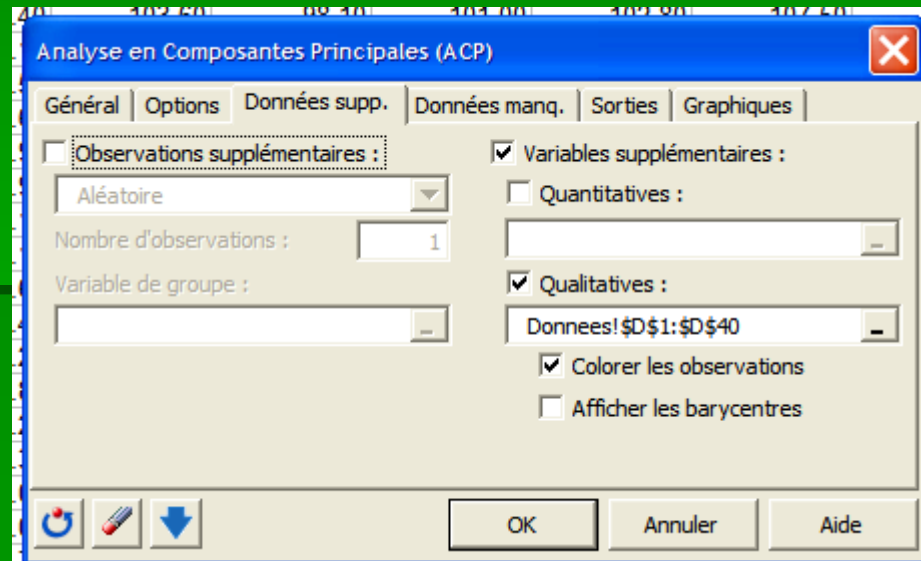 Analyse en Composantes Principales (ACP)
Général Options Données supp. Données manq. Sorties Graphiques
Observations supplémentaires :
Aléatoire
Nombre d'observations : 1
Variable de groupe :
Variables supplémentaires :
Quantitatives :
Qualitatives :
Donnees!$D$1:$D$40
Colorer les observations
Afficher les barycentres
OK Annuler Aide